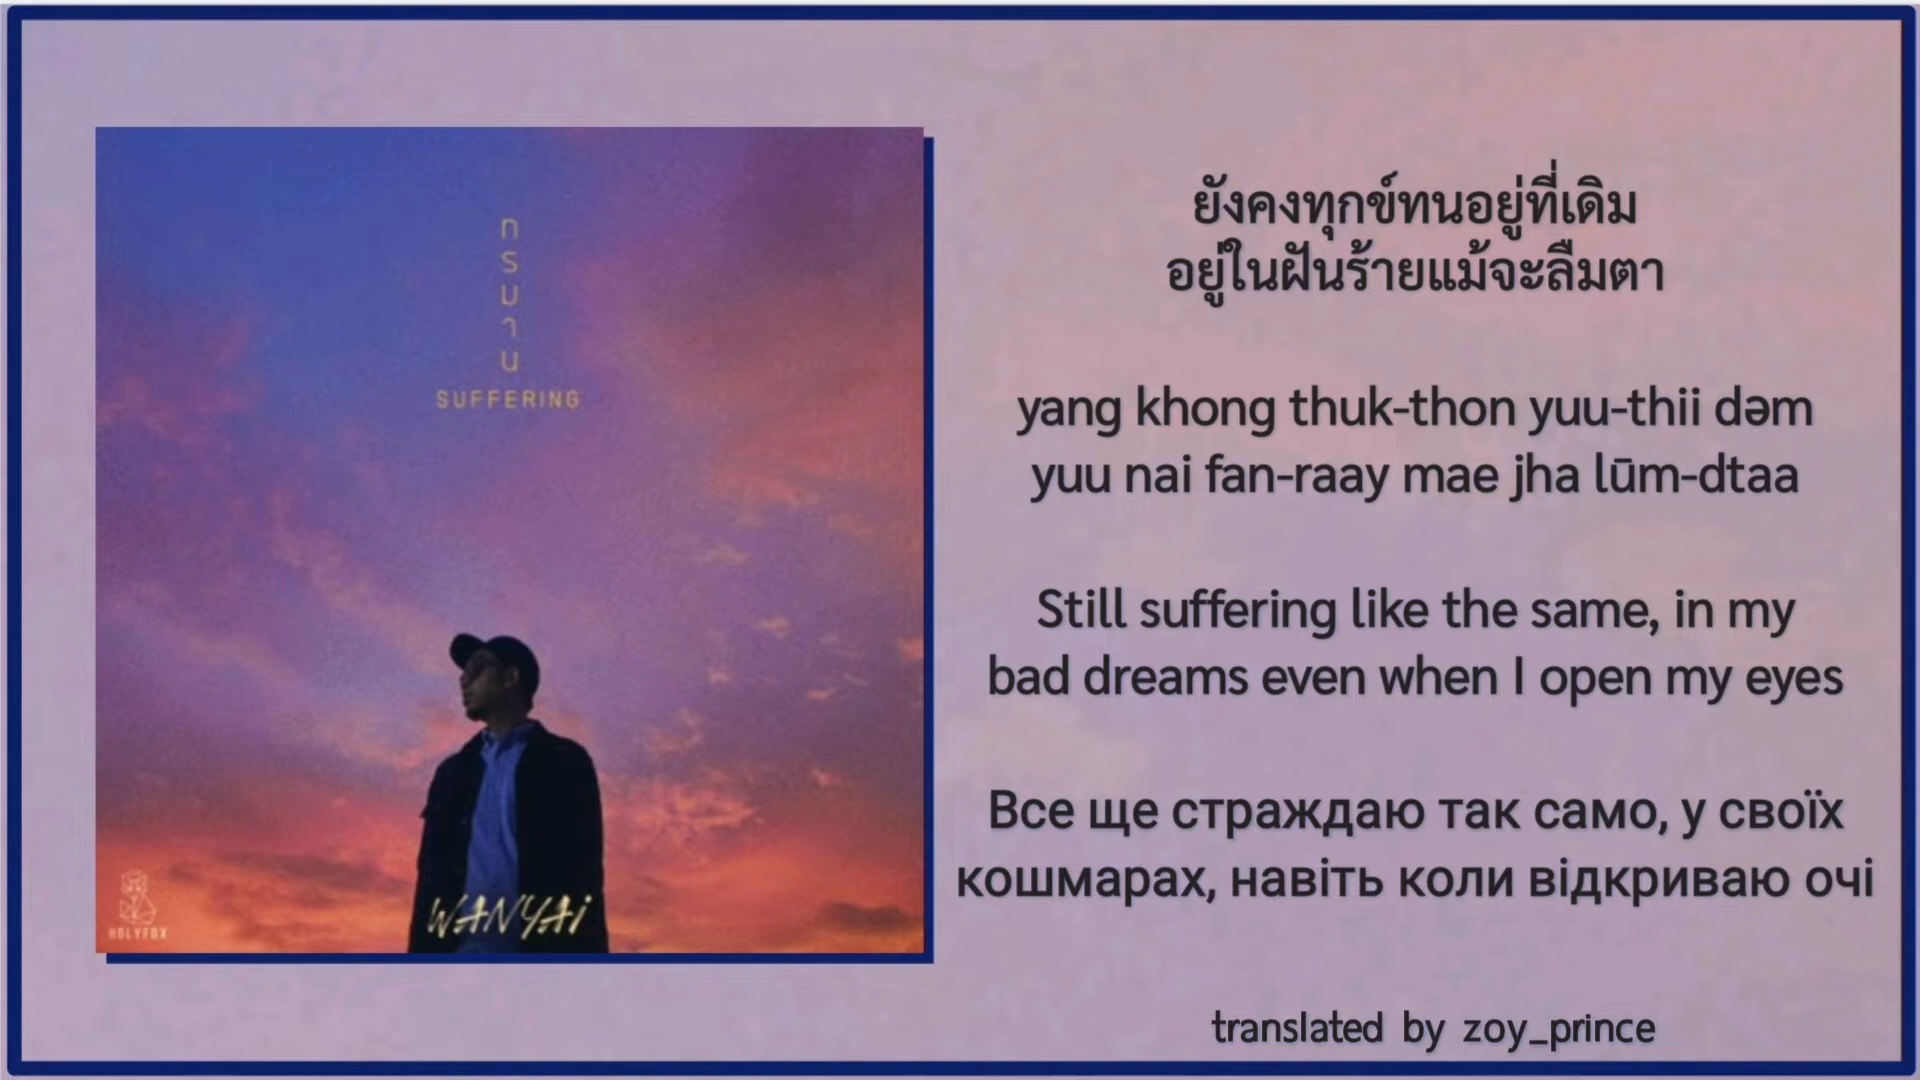 ทรมาน
SUFFERING
WANYAi
HOLYFOX
ยังคงทุกข์ทนอยู่ที่เดิม
อยู่ในฝันร้ายแม้จะลืมตา
yang khong thuk-thon yuu-thii dəm
yuu nai fan-raay mae jha lūm-dtaa
Still suffering like the same, in my
bad dreams even when I open my eyes
Все ще страждаю так само, у своїх
кошмарах, навіть коли відкриваю очі
translated by zoy_prince